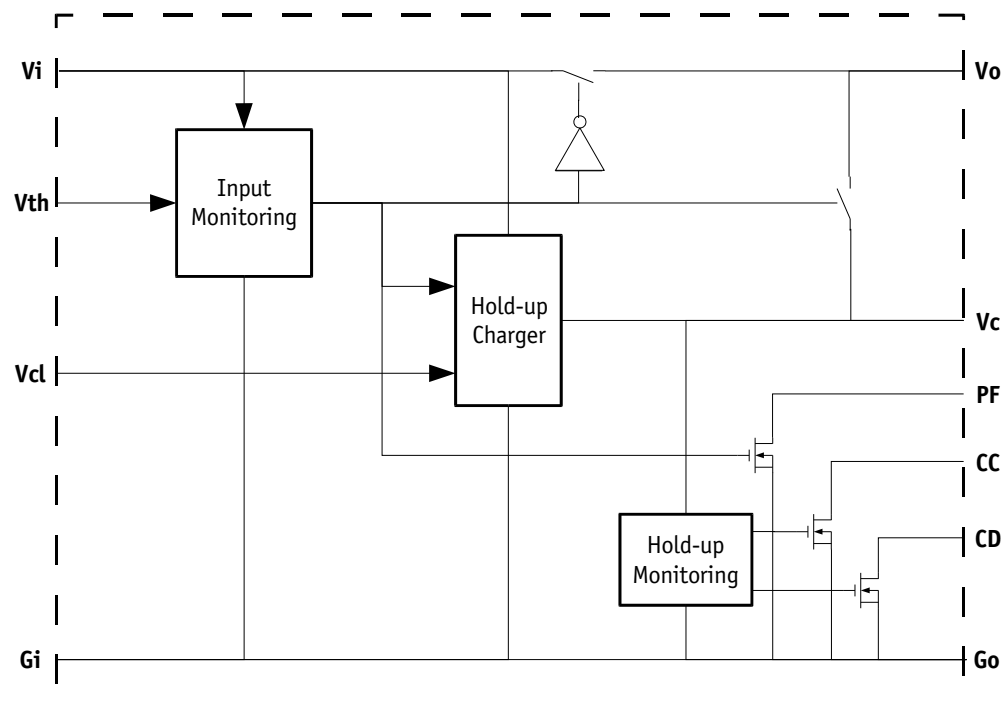 Vi
Vo
Input
Monitoring
Vth
Hold-up
Charger
Vc
Vcl
PF
CC
Hold-up
Monitoring
CD
Gi
Go